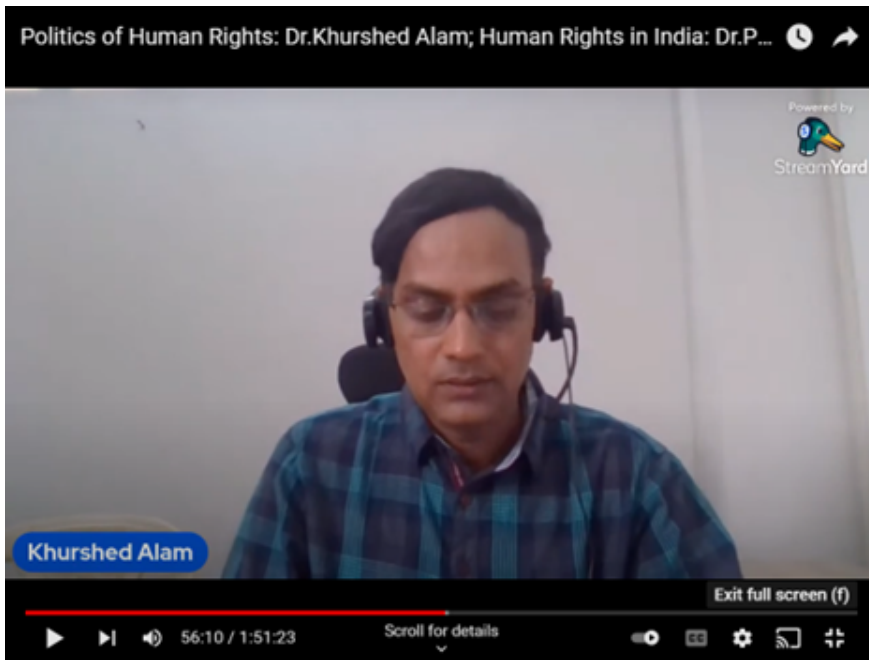 Politics of Human Rights: Dr.Khurshed Alam; Human Rights in India: Dr.P...
Powered by
StreamYard
Khurshed Alam
Exit full screen (f)
56:10 / 1:51:23
Scroll for details
CC